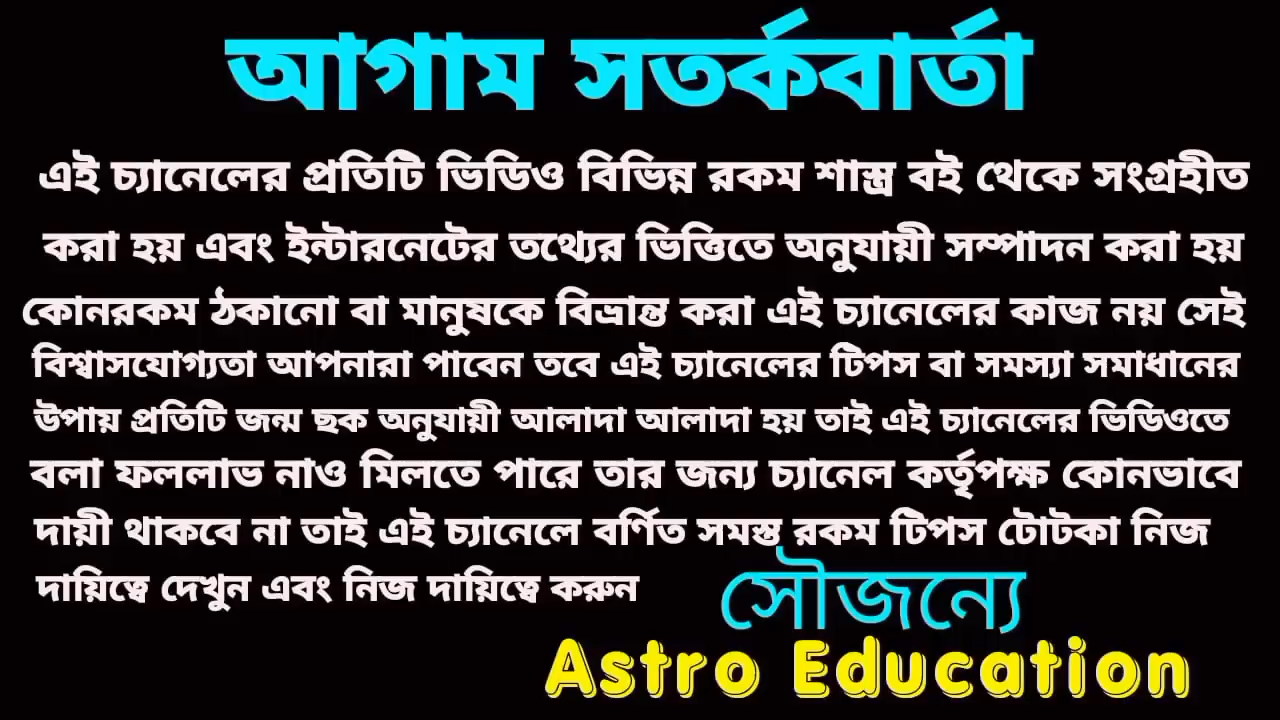 আগাম সতর্কবার্তা
এই চ্যানেলের প্রতিটি ভিডিও বিভিন্ন রকম শাস্ত্র বই থেকে সংগ্রহীত
করা হয় এবং ইন্টারনেটের তথ্যের ভিত্তিতে অনুযায়ী সম্পাদন করা হয়
কোনরকম ঠকানো বা মানুষকে বিভ্রান্ত করা এই চ্যানেলের কাজ নয় সেই
বিশ্বাসযোগ্যতা আপনারা পাবেন তবে এই চ্যানেলের টিপস বা সমস্যা সমাধানের
উপায় প্রতিটি জন্ম ছক অনুযায়ী আলাদা আলাদা হয় তাই এই চ্যানেলের ভিডিওতে
বলা ফললাভ নাও মিলতে পারে তার জন্য চ্যানেল কর্তৃপক্ষ কোনভাবে
দায়ী থাকবে না তাই এই চ্যানেলে বর্ণিত সমস্ত রকম টিপস টোটকা নিজ
দায়িত্বে দেখুন এবং নিজ দায়িত্বে করুন
সৌজন্যে
Astro Education